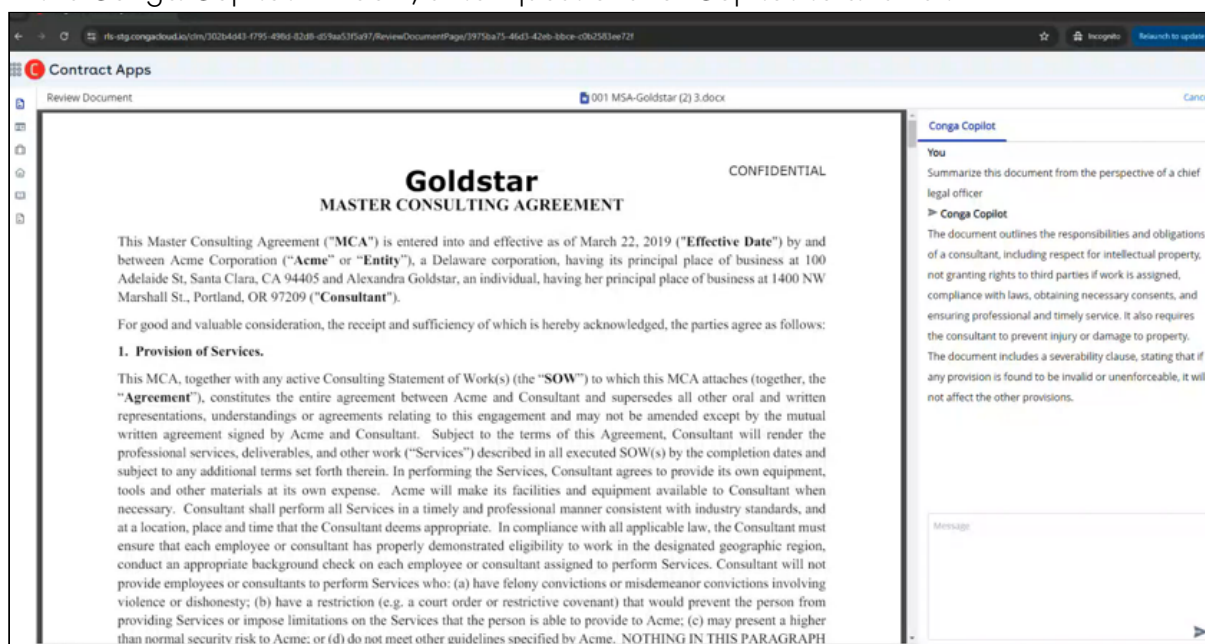 rls-stg.congacloud.io/clm/302b4d43-f795-496d-82d8-d59aa53f5a97/ReviewDocumentPage/3975ba75-46d3-42eb-bbce-c0b2583ee72f
Incognito
Relaunch to update
Contract Apps
Review Document
001 MSA-Goldstar (2) 3.docx
CONFIDENTIAL
Goldstar
MASTER CONSULTING AGREEMENT
This Master Consulting Agreement ("MCA") is entered into and effective as of March 22, 2019 ("Effective Date") by and
between Acme Corporation (“Acme” or “Entity”), a Delaware corporation, having its principal place of business at 100
Adelaide St, Santa Clara, CA 94405 and Alexandra Goldstar, an individual, having her principal place of business at 1400 NW
Marshall St., Portland, OR 97209 ("Consultant").
For good and valuable consideration, the receipt and sufficiency of which is hereby acknowledged, the parties agree as follows:
1. Provision of Services.
This MCA, together with any active Consulting Statement of Work(s) (the “SOW”) to which this MCA attaches (together, the
“Agreement”), constitutes the entire agreement between Acme and Consultant and supersedes all other oral and written
representations, understandings or agreements relating to this engagement and may not be amended except by the mutual
written agreement signed by Acme and Consultant. Subject to the terms of this Agreement, Consultant will render the
professional services, deliverables, and other work (“Services”) described in all executed SOW(s) by the completion dates and
subject to any additional terms set forth therein. In performing the Services, Consultant agrees to provide its own equipment,
tools and other materials at its own expense. Acme will make its facilities and equipment available to Consultant when
necessary. Consultant shall perform all Services in a timely and professional manner consistent with industry standards, and
at a location, place and time that the Consultant deems appropriate. In compliance with all applicable law, the Consultant must
ensure that each employee or consultant has properly demonstrated eligibility to work in the designated geographic region,
conduct an appropriate background check on each employee or consultant assigned to perform Services. Consultant will not
provide employees or consultants to perform Services who: (a) have felony convictions or misdemeanor convictions involving
violence or dishonesty; (b) have a restriction (e.g. a court order or restrictive covenant) that would prevent the person from
providing Services or impose limitations on the Services that the person is able to provide to Acme; (c) may present a higher
than normal security risk to Acme; or (d) do not meet other guidelines specified by Acme. NOTHING IN THIS PARAGRAPH
Conga Copilot
You
Summarize this document from the perspective of a chief
legal officer
Conga Copilot
The document outlines the responsibilities and obligations
of a consultant, including respect for intellectual property,
not granting rights to third parties if work is assigned,
compliance with laws, obtaining necessary consents, and
ensuring professional and timely service. It also requires
the consultant to prevent injury or damage to property.
The document includes a severability clause, stating that if
any provision is found to be invalid or unenforceable, it will
not affect the other provisions.
Message